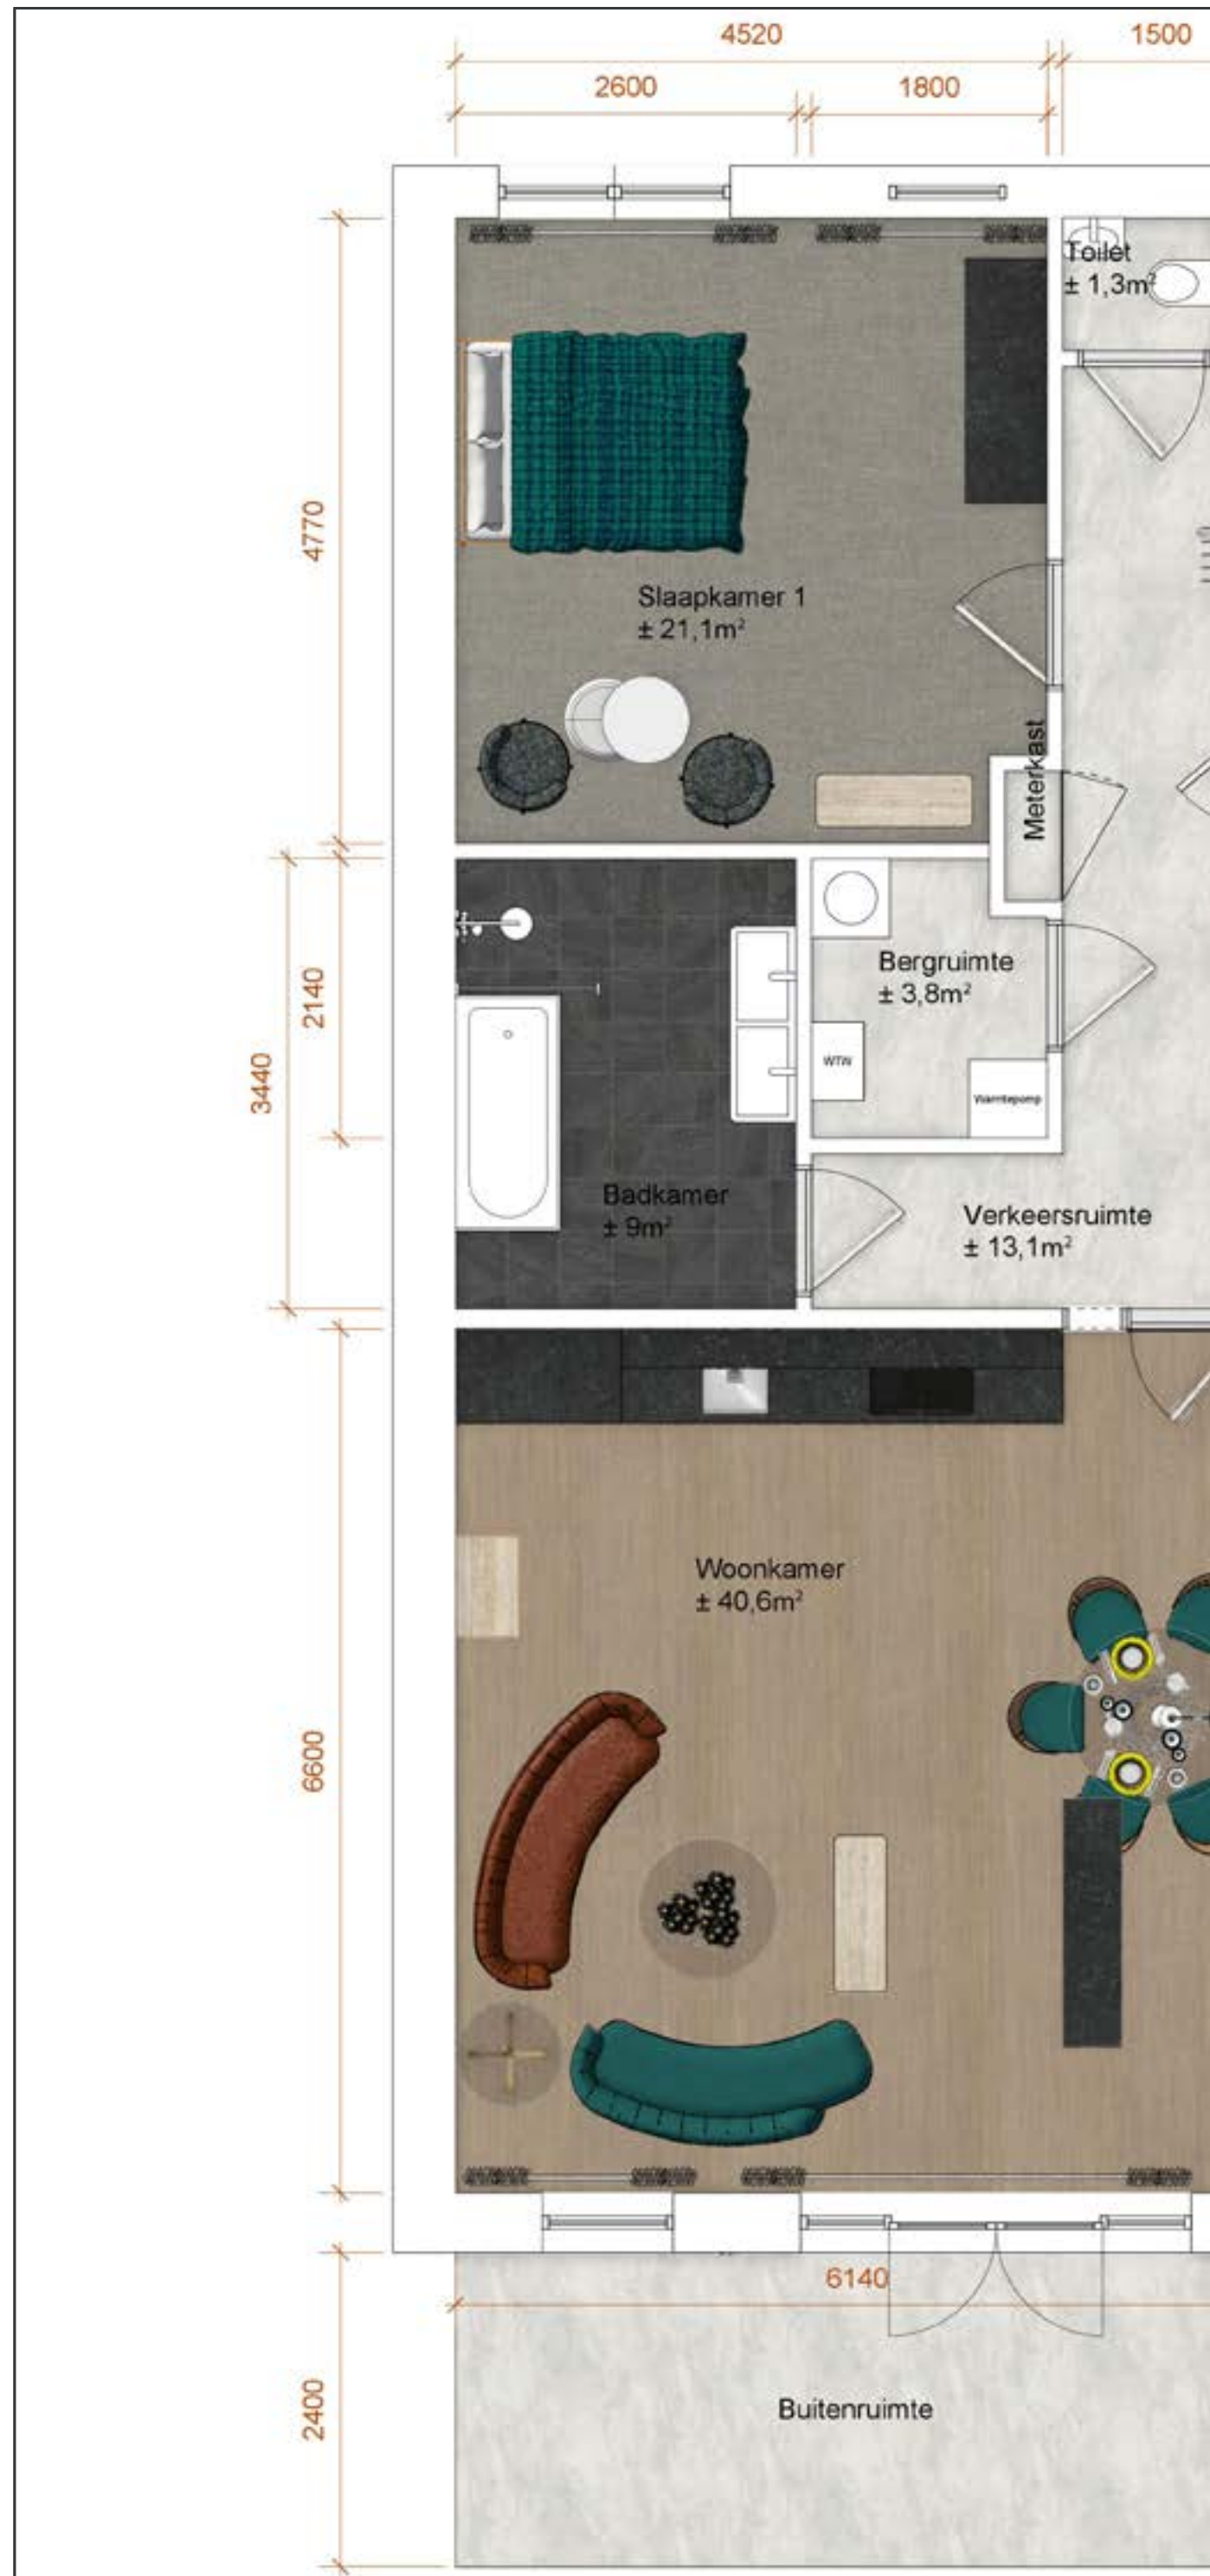 4520
1500
2600
1800
Toilet
± 1,3m²
4770
Slaapkamer 1
± 21,1m²
Meterkast
2140
3440
Bergruimte
± 3,8m²
WTW
Warmtepomp
Badkamer
± 9m²
Verkeersruimte
± 13,1m²
Woonkamer
± 40,6m²
6600
6140
2400
Buitenruimte